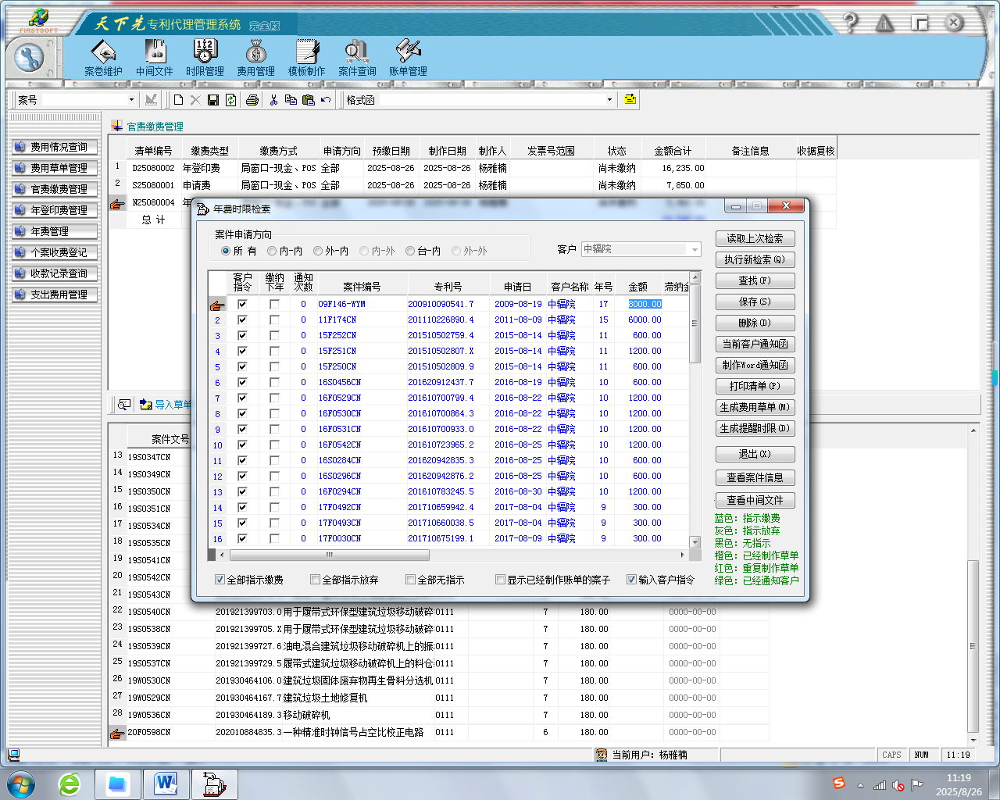 FIRSTSOFT
天下先专利代理管理系统 完全版
案卷维护 中间文件 时限管理 费用管理 模板制作 案件查询 账单管理
案号 格式函
官费缴费管理
费用情况查询
费用草单管理
官费缴费管理
年登印费管理
年费管理
个案收费登记
收款记录查询
支出费用管理
清单编号 缴费类型 缴费方式 申请方向 预缴日期 制作日期 制作人 发票号范围 状态 金额合计 备注信息 收据复核
1 D25080002 年登印费 局窗口-现金、POS 全部 2025-08-26 2025-08-26 杨雅楠 尚未缴纳 16,235.00
2 S25080001 申请费 局窗口-现金、POS 全部 2025-08-26 2025-08-26 杨雅楠 尚未缴纳 7,850.00
N25080004
总 计
导入草单
年费时限检索
案件申请方向
所 有 内-内 外-内 内-外 台-内 外-外
客户 中辐院
客户指令 缴纳下年 通知次数 案件编号 专利号 申请日 客户名称 年号 金额 滞纳金
0 09F146-WYM 200910090541.7 2009-08-19 中辐院 17 8000.00
2 0 11F174CN 201110226890.4 2011-08-09 中辐院 15 6000.00
3 0 15F252CN 201510502759.4 2015-08-14 中辐院 11 600.00
4 0 15F251CN 201510502807.X 2015-08-14 中辐院 11 1200.00
5 0 15F250CN 201510502809.9 2015-08-14 中辐院 11 600.00
6 0 16S0456CN 201620912437.7 2016-08-19 中辐院 10 600.00
7 0 16F0529CN 201610700799.4 2016-08-22 中辐院 10 1200.00
8 0 16F0530CN 201610700864.3 2016-08-22 中辐院 10 1200.00
9 0 16F0531CN 201610700933.0 2016-08-22 中辐院 10 1200.00
10 0 16F0542CN 201610723965.2 2016-08-25 中辐院 10 1200.00
11 0 16S0284CN 201620942835.3 2016-08-25 中辐院 10 600.00
12 0 16S0296CN 201620942876.2 2016-08-25 中辐院 10 600.00
13 0 16F0294CN 201610783245.5 2016-08-30 中辐院 10 1200.00
14 0 17F0492CN 201710659942.4 2017-08-04 中辐院 9 300.00
15 0 17F0493CN 201710660038.5 2017-08-04 中辐院 9 300.00
16 0 17F0030CN 201710675199.1 2017-08-09 中辐院 9 300.00
全部指示缴费 全部指示放弃 全部无指示 显示已经制作账单的案子 输入客户指令
读取上次检索
执行新检索(Q)
查找(F)
保存(S)
删除(D)
当前客户通知函
制作Word通知函
打印清单(P)
生成费用草单(M)
生成提醒时限(D)
退出(X)
查看案件信息
查看中间文件
蓝色：指示缴费
灰色：指示放弃
黑色：无指示
橙色：已经制作草单
红色：重复制作草单
绿色：已经通知客户
案件文号
13 19S0347CN
14 19S0349CN
15 19S0350CN
16 19S0351CN
17 19S0534CN
18 19S0535CN
19 19S0541CN
20 19S0542CN
21 19S0543CN
22 19S0540CN 201921399703.0 用于履带式环保型建筑垃圾移动破碎 0111 7 180.00 0000-00-00
23 19S0538CN 201921399705.X 用于履带式环保型建筑垃圾移动破碎 0111 7 180.00 0000-00-00
24 19S0539CN 201921399727.6 油电混合建筑垃圾移动破碎机上的振 0111 7 180.00 0000-00-00
25 19S0537CN 201921399729.5 履带式建筑垃圾移动破碎机上的料仓 0111 7 180.00 0000-00-00
26 19W0530CN 201930464106.0 建筑垃圾固体废弃物再生骨料分选机 0111 7 180.00 0000-00-00
27 19W0529CN 201930464167.7 建筑垃圾土地修复机 0111 7 180.00 0000-00-00
28 19W0536CN 201930464189.3 移动破碎机 0111 7 180.00 0000-00-00
20F0598CN 202010884835.3 一种精准时钟信号占空比校正电路 0111 6 180.00 0000-00-00
当前用户：杨雅楠 CAPS NUM 11:19
11:19
2025/8/26